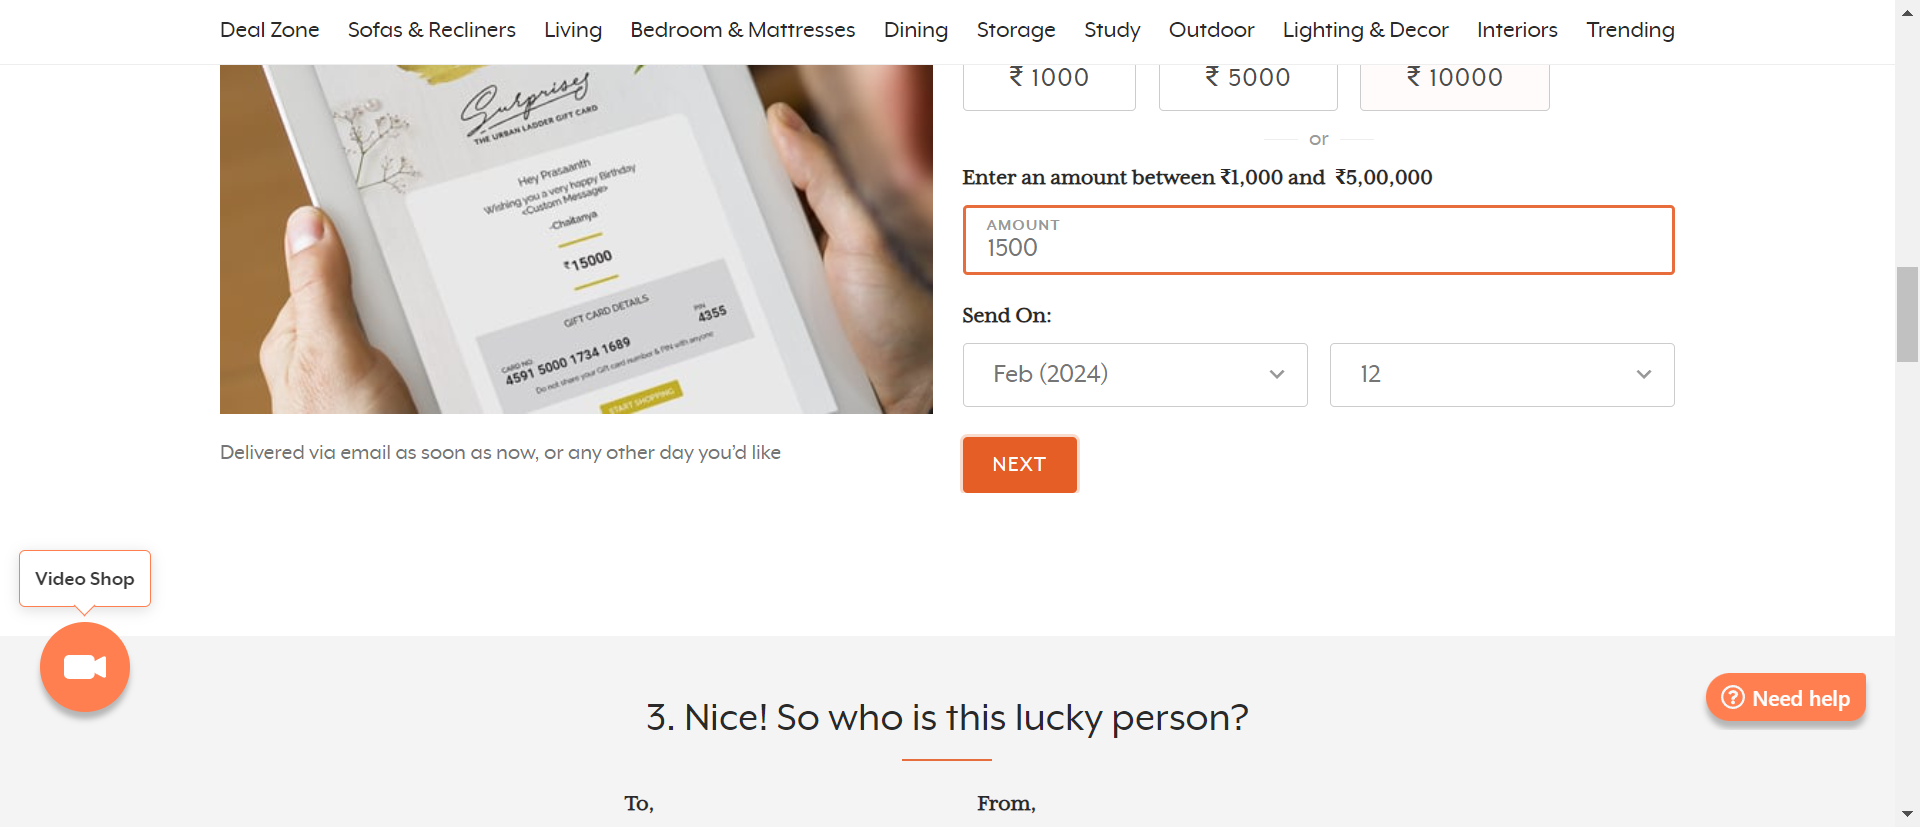 Deal Zone Sofas & Recliners Living Bedroom & Mattresses Dining Storage Study Outdoor Lighting & Decor Interiors Trending
Surprises
THE URBAN LADDER GIFT CARD
Hey Prasaanth
Wishing you a very happy Birthday
<Custom Message>
-Chaitanya
₹15000
GIFT CARD DETAILS
CARD NO. PIN
4591 5000 1734 1689 4355
Do not share your Gift card number & PIN with anyone
START SHOPPING
Delivered via email as soon as now, or any other day you’d like
₹ 1000 ₹ 5000 ₹ 10000
or
Enter an amount between ₹1,000 and ₹5,00,000
AMOUNT
1500
Send On:
Feb (2024) 12
NEXT
Video Shop
Need help
3. Nice! So who is this lucky person?
To, From,